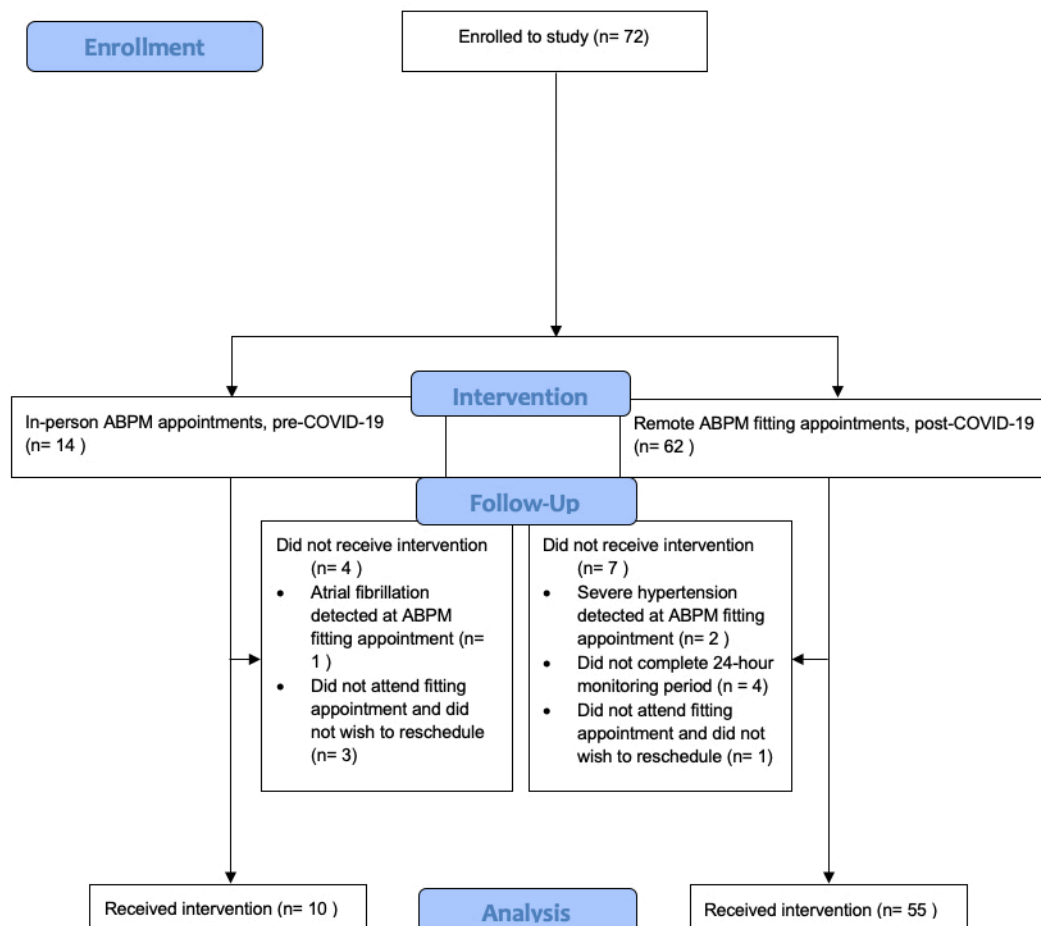 Enrollment
Enrolled to study (n= 72)
Intervention
In-person ABPM appointments, pre-COVID-19
(n= 14 )
Remote ABPM fitting appointments, post-COVID-19
(n= 62 )
Follow-Up
Did not receive intervention
(n= 4 )
• Atrial fibrillation
detected at ABPM
fitting appointment (n=
1 )
• Did not attend fitting
appointment and did
not wish to reschedule
(n= 3)
Did not receive intervention
(n= 7 )
• Severe hypertension
detected at ABPM fitting
appointment (n= 2 )
• Did not complete 24-hour
monitoring period (n = 4)
• Did not attend fitting
appointment and did not
wish to reschedule (n= 1)
Received intervention (n= 10 )
Analysis
Received intervention (n= 55 )